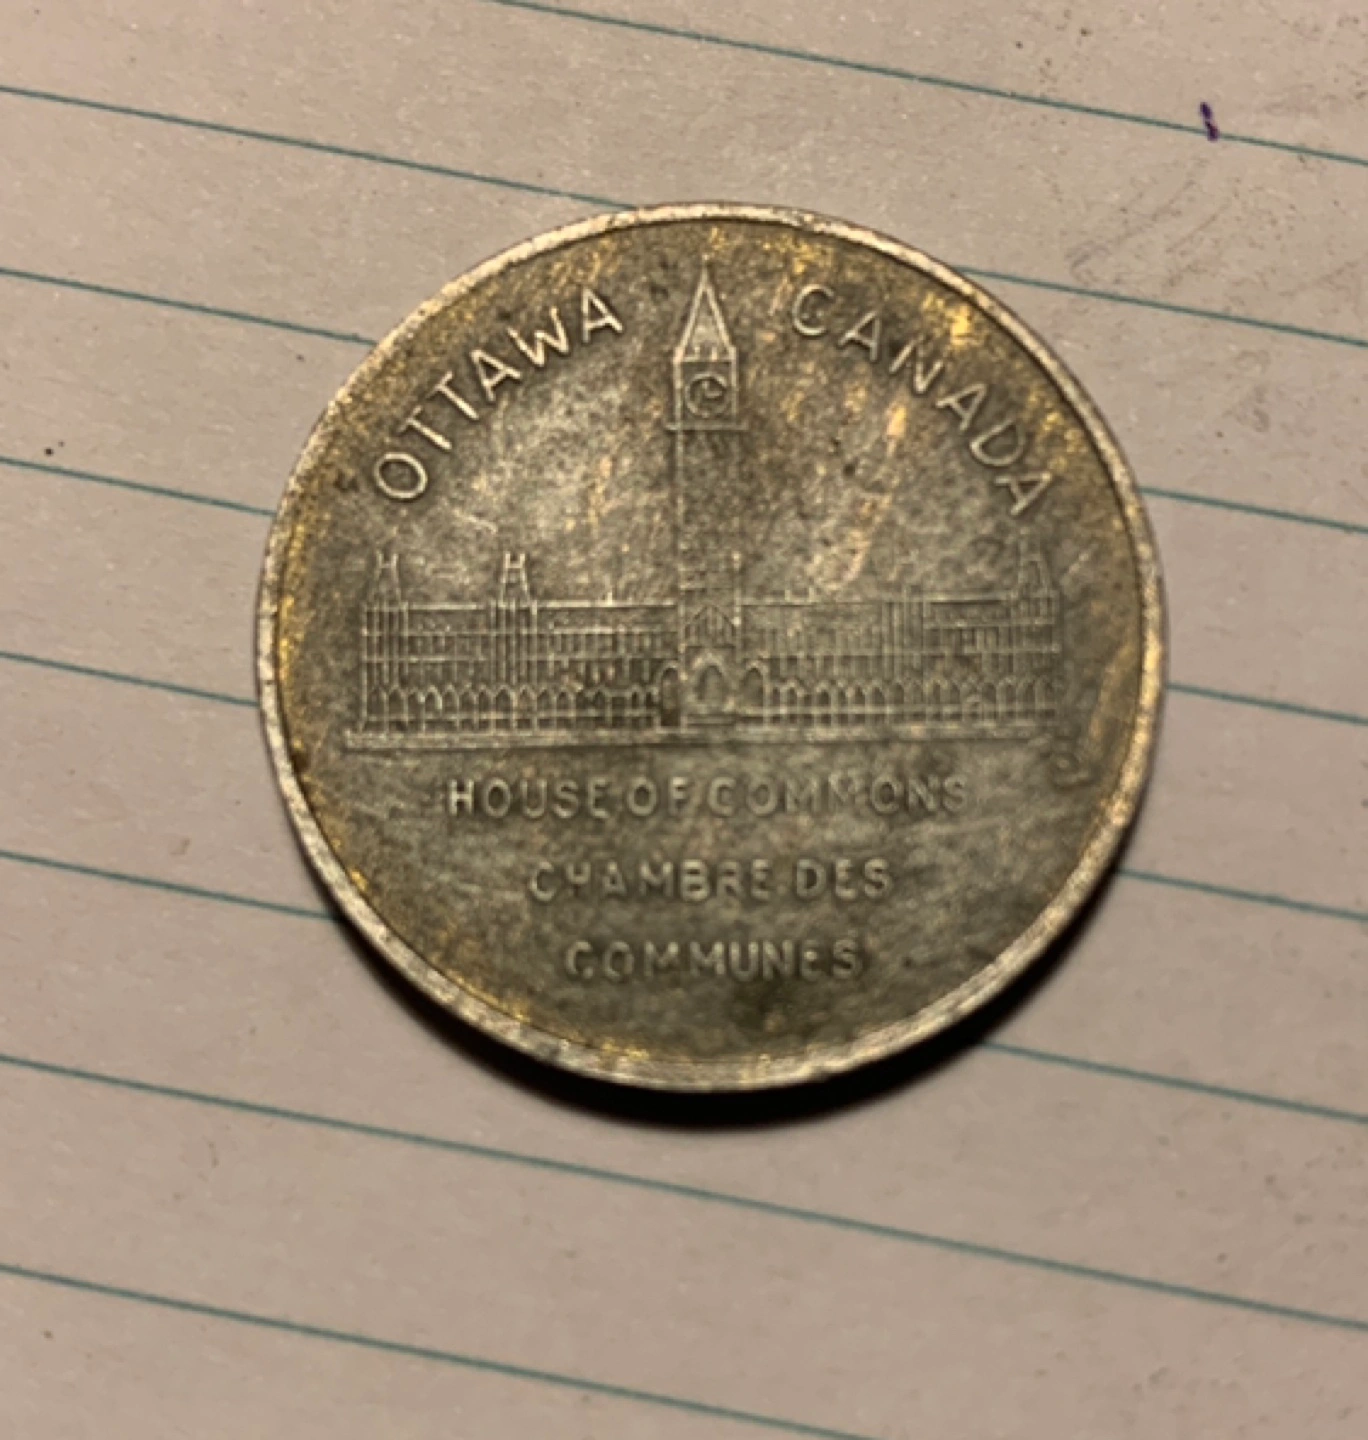 OTTAWA CANADA
HOUSE OF COMMONS
CHAMBRE DES
COMMUNES